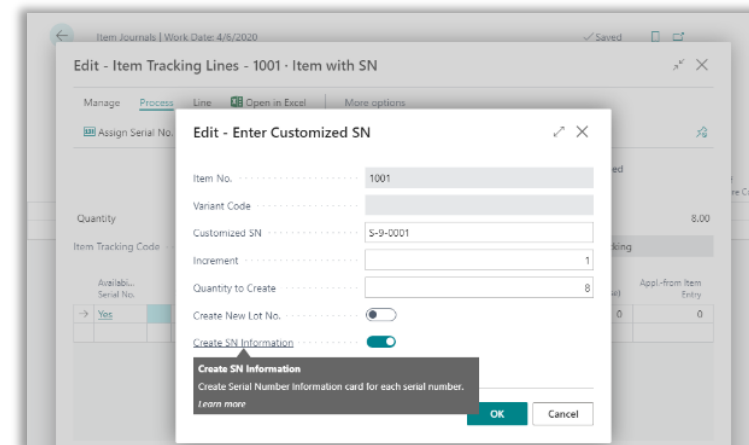 Item Journals | Work Date: 4/6/2020
Saved
Edit - Item Tracking Lines - 1001 · Item with SN
Manage Process Line Open in Excel More options
Assign Serial No.
Edit - Enter Customized SN
Item No. 1001
Variant Code
Customized SN S-9-0001
Increment 1
Quantity to Create 8
Create New Lot No.
Create SN Information
Create SN Information
Create Serial Number Information card for each serial number.
Learn more
OK Cancel
Quantity 8.00
Item Tracking Code
Availabi... Serial No.
Appl.-from Item Entry
Yes 0 0